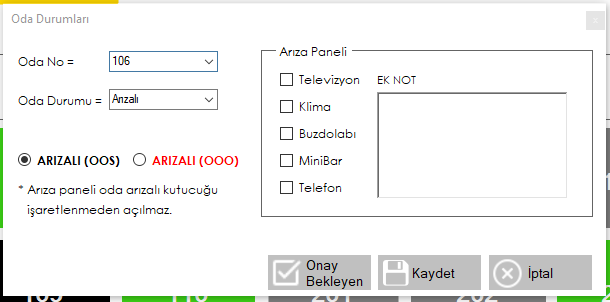 Oda Durumları
x
Oda No = 106
Oda Durumu = Arızalı
ARIZALI (OOS) ARIZALI (OOO)
* Arıza paneli oda arızalı kutucuğu
işaretlenmeden açılmaz.
Arıza Paneli
Televizyon
Klima
Buzdolabı
MiniBar
Telefon
EK NOT
Onay
Bekleyen
Kaydet
İptal